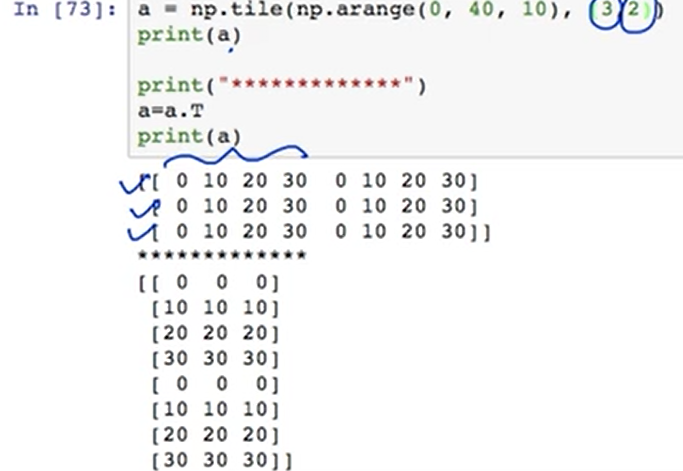 In [73]: a = np.tile(np.arange(0, 40, 10), (3,2))
print(a)
print("*************")
a=a.T
print(a)
[[ 0 10 20 30  0 10 20 30]
[ 0 10 20 30  0 10 20 30]
[ 0 10 20 30  0 10 20 30]]
*************
[[ 0  0  0]
[10 10 10]
[20 20 20]
[30 30 30]
[ 0  0  0]
[10 10 10]
[20 20 20]
[30 30 30]]